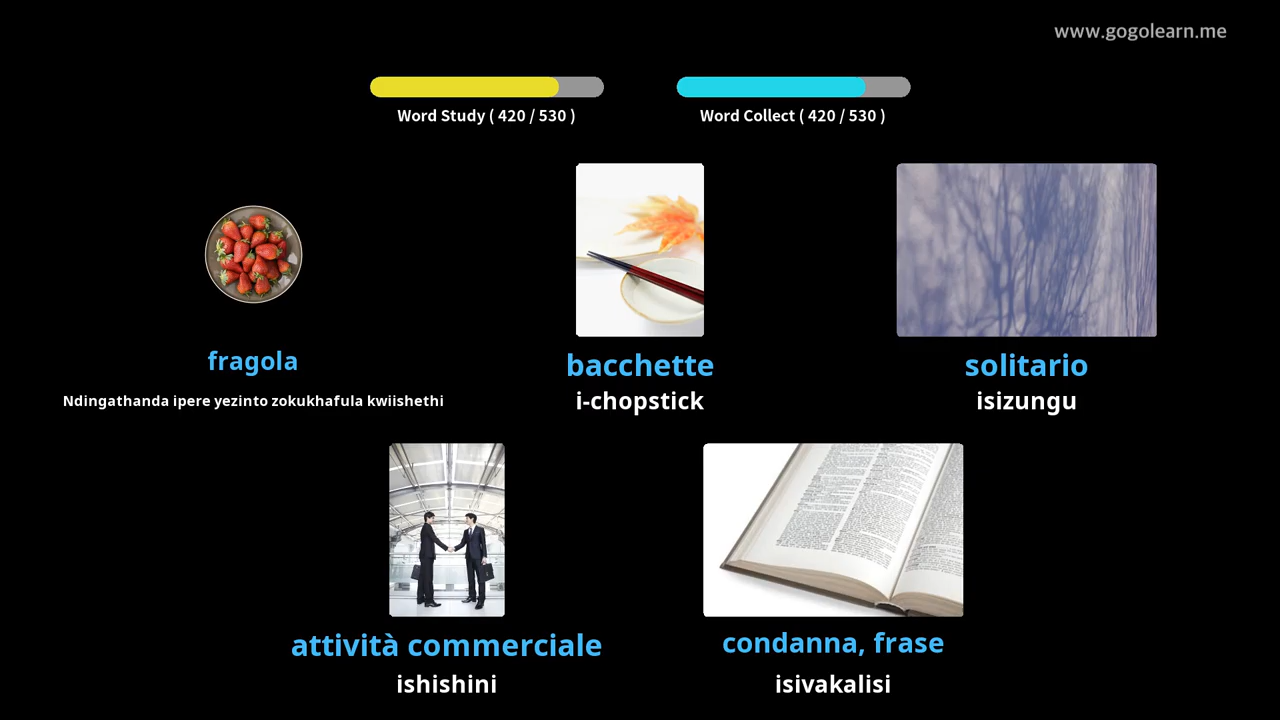 www.gogolearn.me
Word Study ( 420 / 530 )
Word Collect ( 420 / 530 )
fragola
Ndingathanda ipere yezinto zokukhafula kwiishethi
bacchette
i-chopstick
solitario
isizungu
attività commerciale
ishishini
condanna, frase
isivakalisi